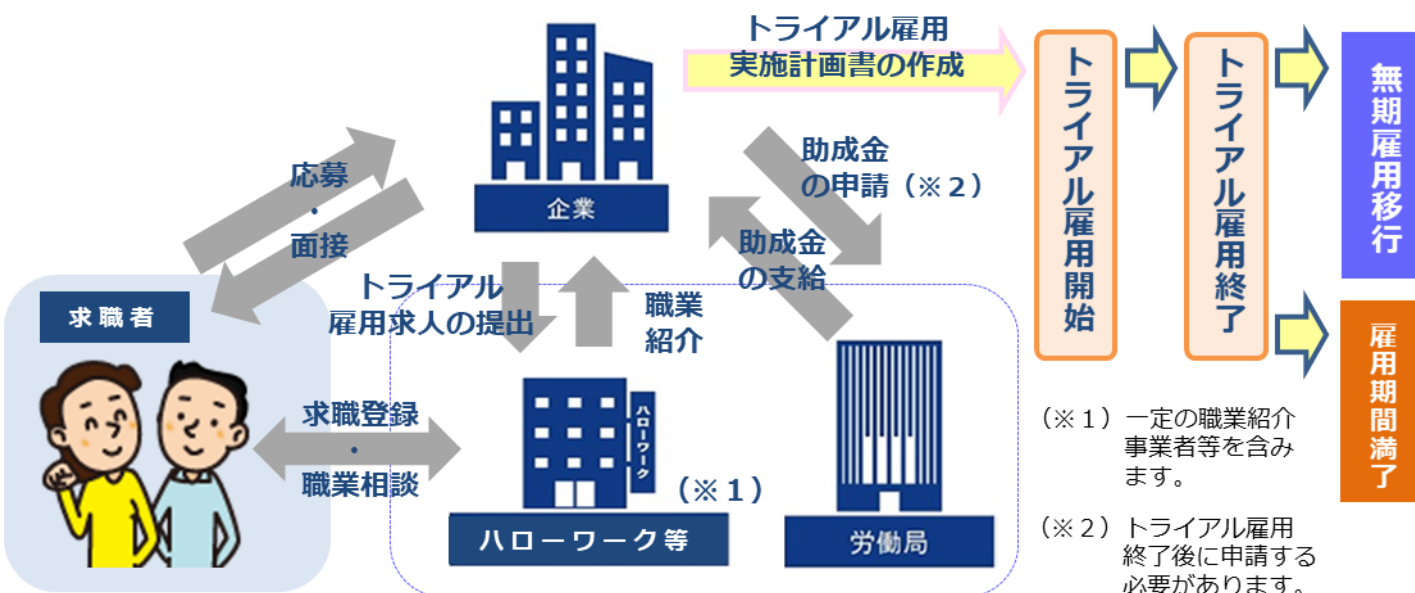 トライアル雇用
実施計画書の作成
トライアル雇用開始
トライアル雇用終了
無期雇用移行
雇用期間満了
応募
・
面接
企業
助成金
の申請（※２）
助成金
の支給
トライアル
雇用求人の提出
職業
紹介
求職者
求職登録
・
職業相談
ハローワーク
（※１）
ハローワーク等
労働局
（※１）一定の職業紹介
事業者等を含み
ます。
（※２）トライアル雇用
終了後に申請する
必要があります。